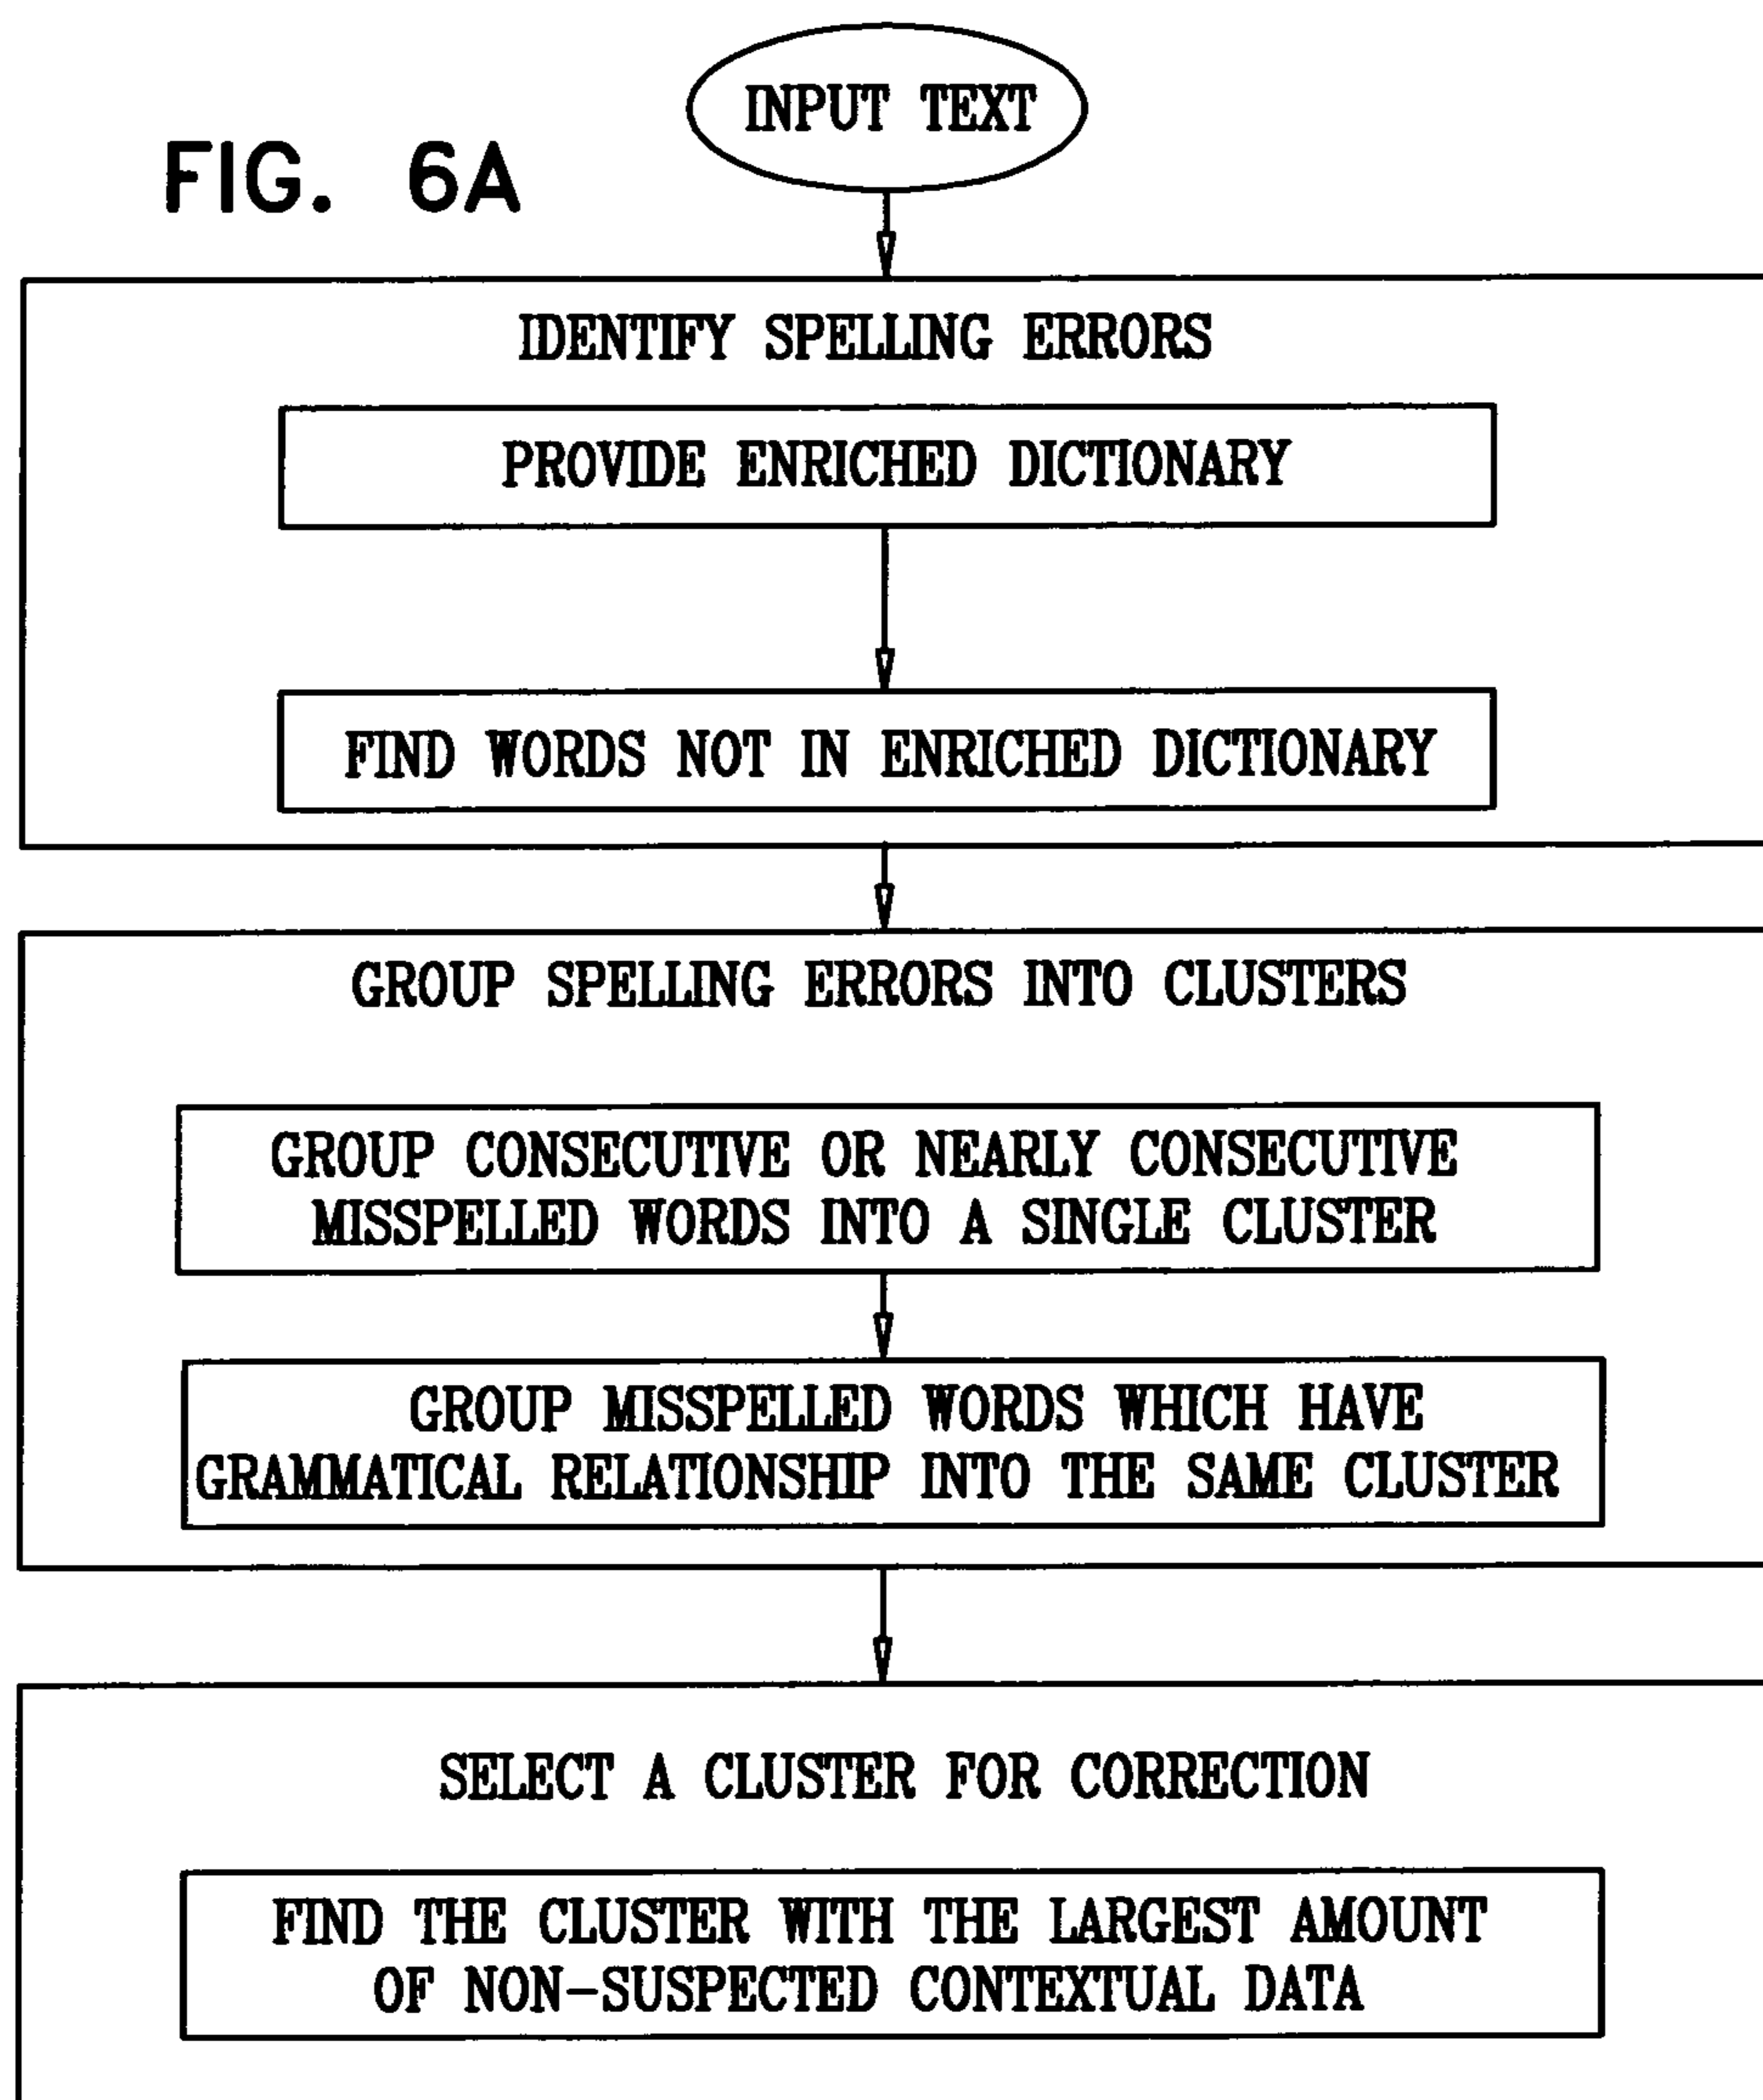 INPUT TEXT
FIG. 6A
IDENTIFY SPELLING ERRORS
PROVIDE ENRICHED DICTIONARY
FIND WORDS NOT IN ENRICHED DICTIONARY
GROUP SPELLING ERRORS INTO CLUSTERS
GROUP CONSECUTIVE OR NEARLY CONSECUTIVE
MISSPELLED WORDS INTO A SINGLE CLUSTER
GROUP MISSPELLED WORDS WHICH HAVE
GRAMMATICAL RELATIONSHIP INTO THE SAME CLUSTER
SELECT A CLUSTER FOR CORRECTION
FIND THE CLUSTER WITH THE LARGEST AMOUNT
OF NON-SUSPECTED CONTEXTUAL DATA